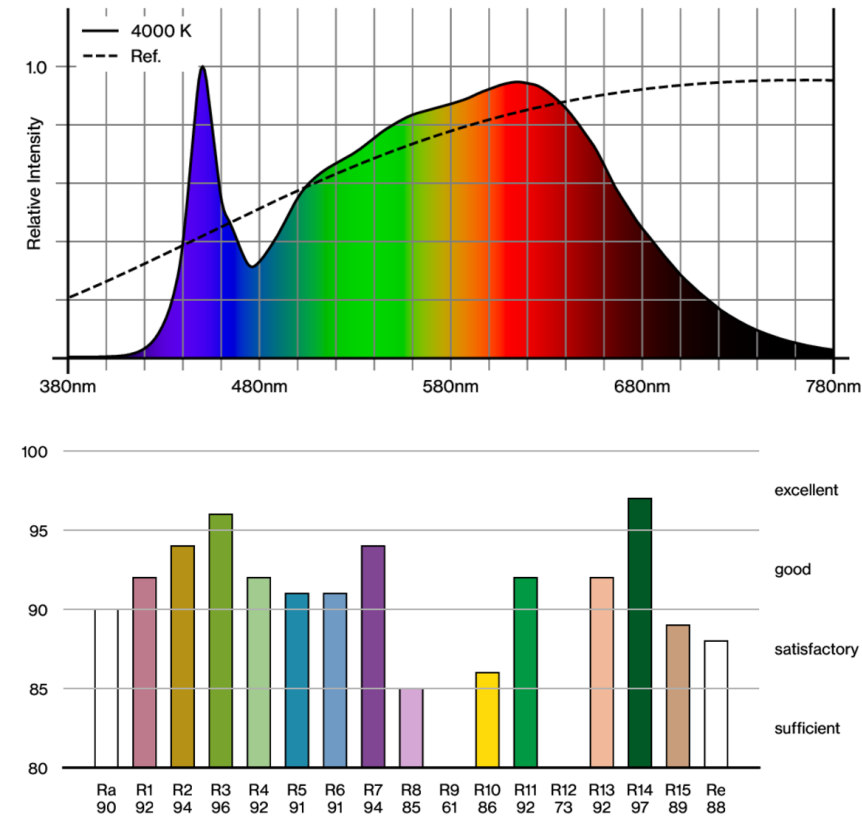 4000 K
Ref.
1.0
Relative Intensity
380nm 480nm 580nm 680nm 780nm
100
excellent
95
good
90
satisfactory
85
sufficient
80
Ra R1 R2 R3 R4 R5 R6 R7 R8 R9 R10 R11 R12 R13 R14 R15 Re
90 92 94 96 92 91 91 94 85 61 86 92 73 92 97 89 88